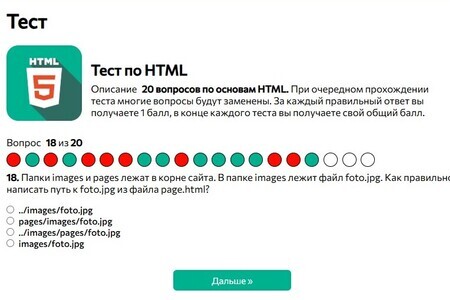 Тест
HTML
5
Тест по HTML
Описание 20 вопросов по основам HTML. При очередном прохождении
теста многие вопросы будут заменены. За каждый правильный ответ вы
получаете 1 балл, в конце каждого теста вы получаете свой общий балл.
Вопрос 18 из 20
18. Папки images и pages лежат в корне сайта. В папке images лежит файл foto.jpg. Как правильно
написать путь к foto.jpg из файла page.html?
../images/foto.jpg
pages/images/foto.jpg
../images/pages/foto.jpg
images/foto.jpg
Дальше »